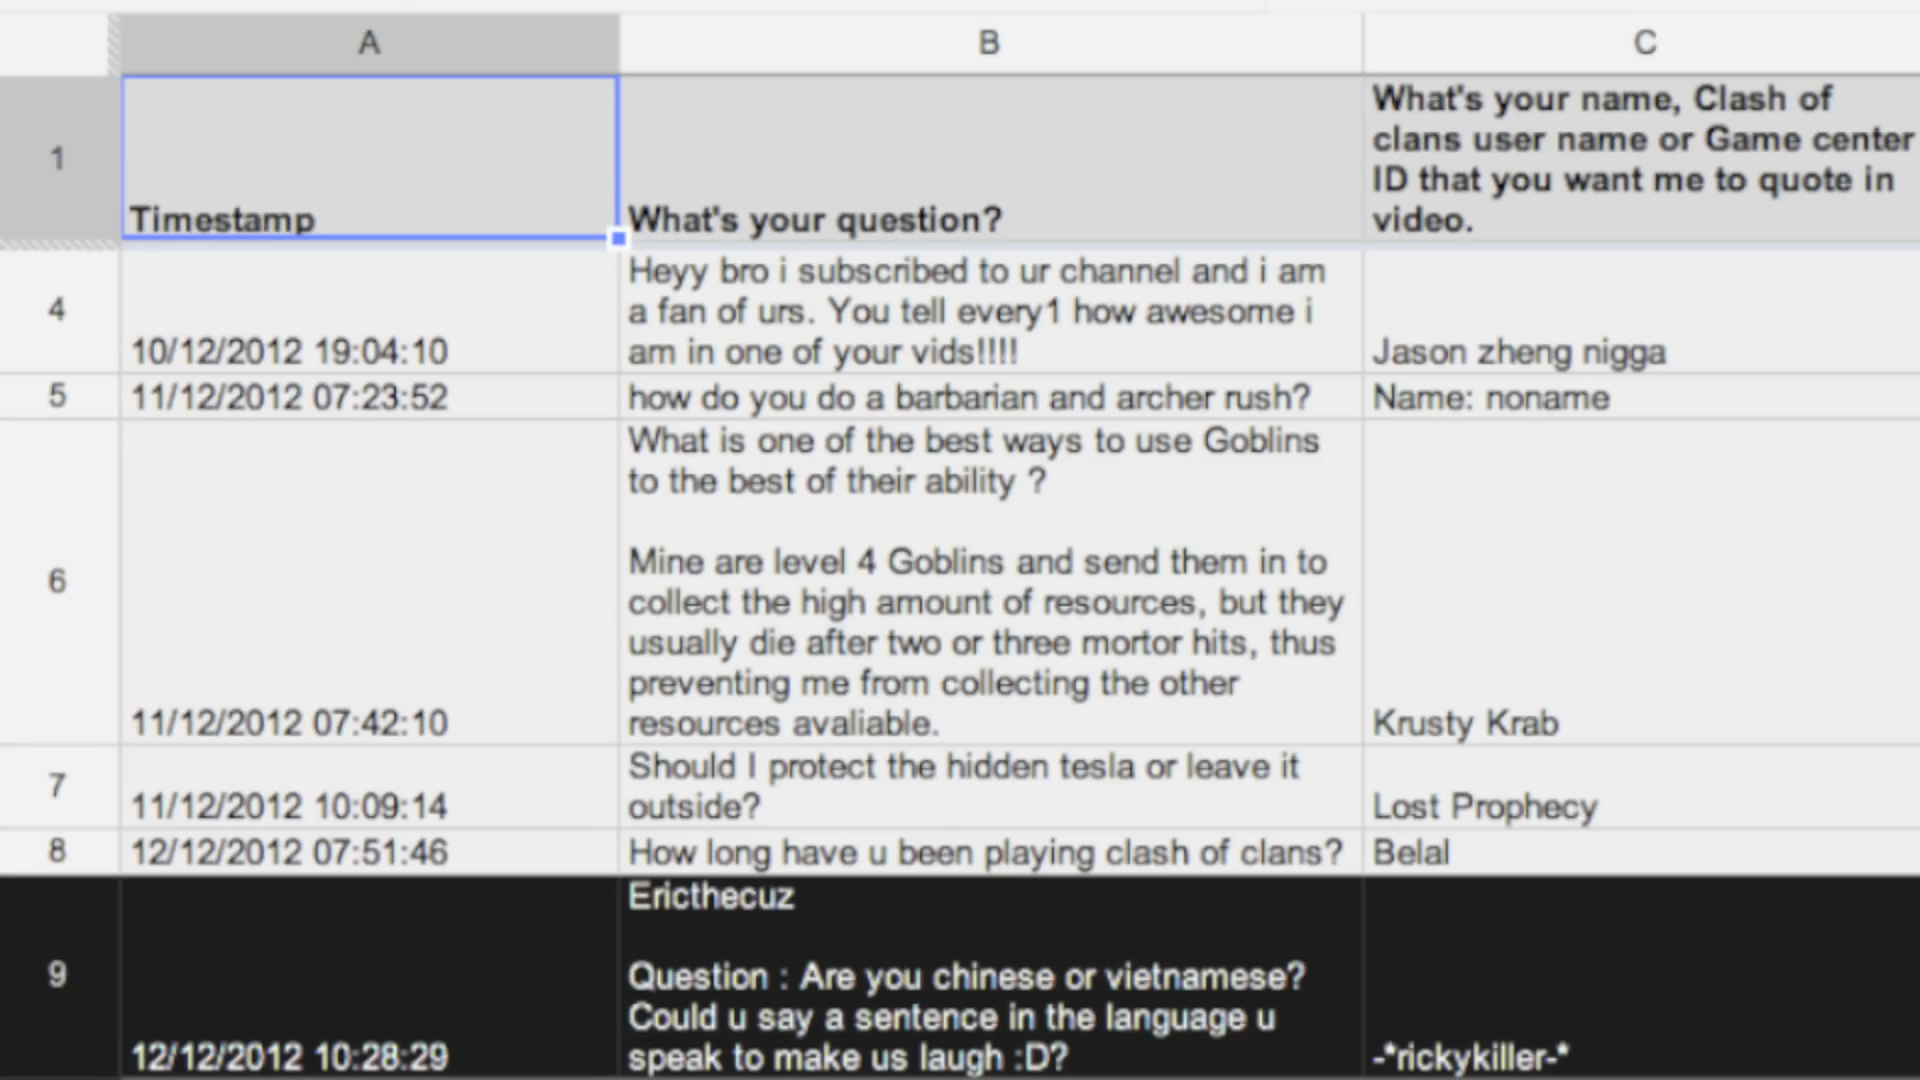 A B C
1
Timestamp
What's your question?
What's your name, Clash of
clans user name or Game center
ID that you want me to quote in
video.
4
10/12/2012 19:04:10
Heyy bro i subscribed to ur channel and i am
a fan of urs. You tell every1 how awesome i
am in one of your vids!!!!
Jason zheng nigga
5
11/12/2012 07:23:52
how do you do a barbarian and archer rush?
Name: noname
6
11/12/2012 07:42:10
What is one of the best ways to use Goblins
to the best of their ability ?
Mine are level 4 Goblins and send them in to
collect the high amount of resources, but they
usually die after two or three mortor hits, thus
preventing me from collecting the other
resources avaliable.
Krusty Krab
7
11/12/2012 10:09:14
Should I protect the hidden tesla or leave it
outside?
Lost Prophecy
8
12/12/2012 07:51:46
How long have u been playing clash of clans?
Belal
9
12/12/2012 10:28:29
Ericthecuz
Question : Are you chinese or vietnamese?
Could u say a sentence in the language u
speak to make us laugh :D?
-*rickykiller-*